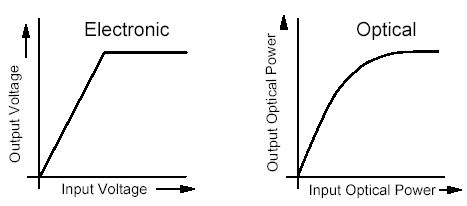 Electronic
Output Voltage
Input Voltage
Optical
Output Optical Power
Input Optical Power